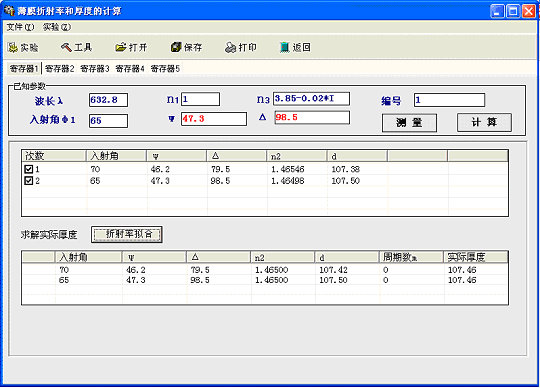 薄膜折射率和厚度的计算
文件(F) 实验(Z)
实验 工具 打开 保存 打印 返回
寄存器1 寄存器2 寄存器3 寄存器4 寄存器5
已知参数
波长λ 632.8 n1 1 n3 3.85-0.02*I 编号 1
入射角Φ1 65 Ψ 47.3 Δ 98.5 测 量 计 算
次数 入射角 Ψ Δ n2 d
1 70 46.2 79.5 1.46546 107.38
2 65 47.3 98.5 1.46498 107.50
求解实际厚度 折射率拟合
入射角 Ψ Δ n2 d 周期数m 实际厚度
70 46.2 79.5 1.46500 107.42 0 107.46
65 47.3 98.5 1.46500 107.50 0 107.46